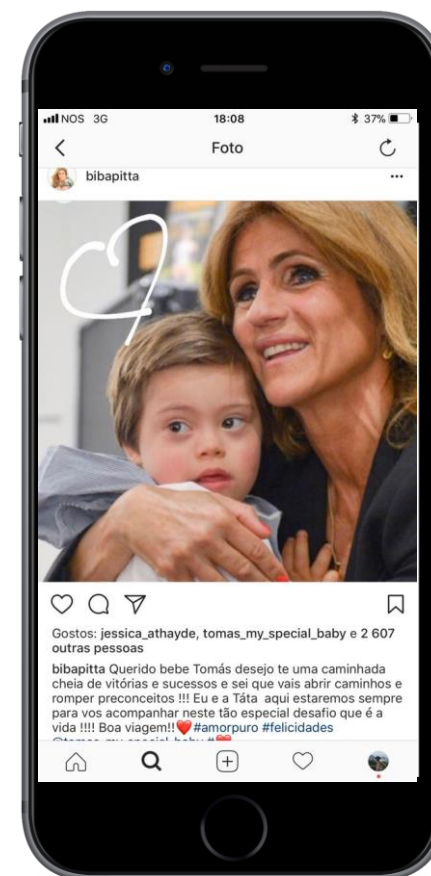 NOS 3G 18:08 37%
Foto
bibapitta
Gostos: jessica_athayde, tomas_my_special_baby e 2 607
outras pessoas
bibapitta Querido bebe Tomás desejo te uma caminhada
cheia de vitórias e sucessos e sei que vais abrir caminhos e
romper preconceitos !!! Eu e a Táta aqui estaremos sempre
para vos acompanhar neste tão especial desafio que é a
vida !!!! Boa viagem!!❤️#amorpuro #felicidades
@tomas_my_special_baby #❤️